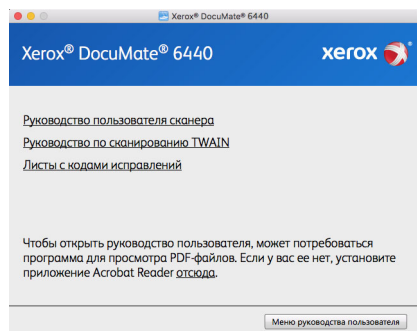 Xerox® DocuMate® 6440
Xerox® DocuMate® 6440
xerox
Руководство пользователя сканера
Руководство по сканированию TWAIN
Листы с кодами исправлений
Чтобы открыть руководство пользователя, может потребоваться
программа для просмотра PDF-файлов. Если у вас ее нет, установите
приложение Acrobat Reader отсюда.
Меню руководства пользователя